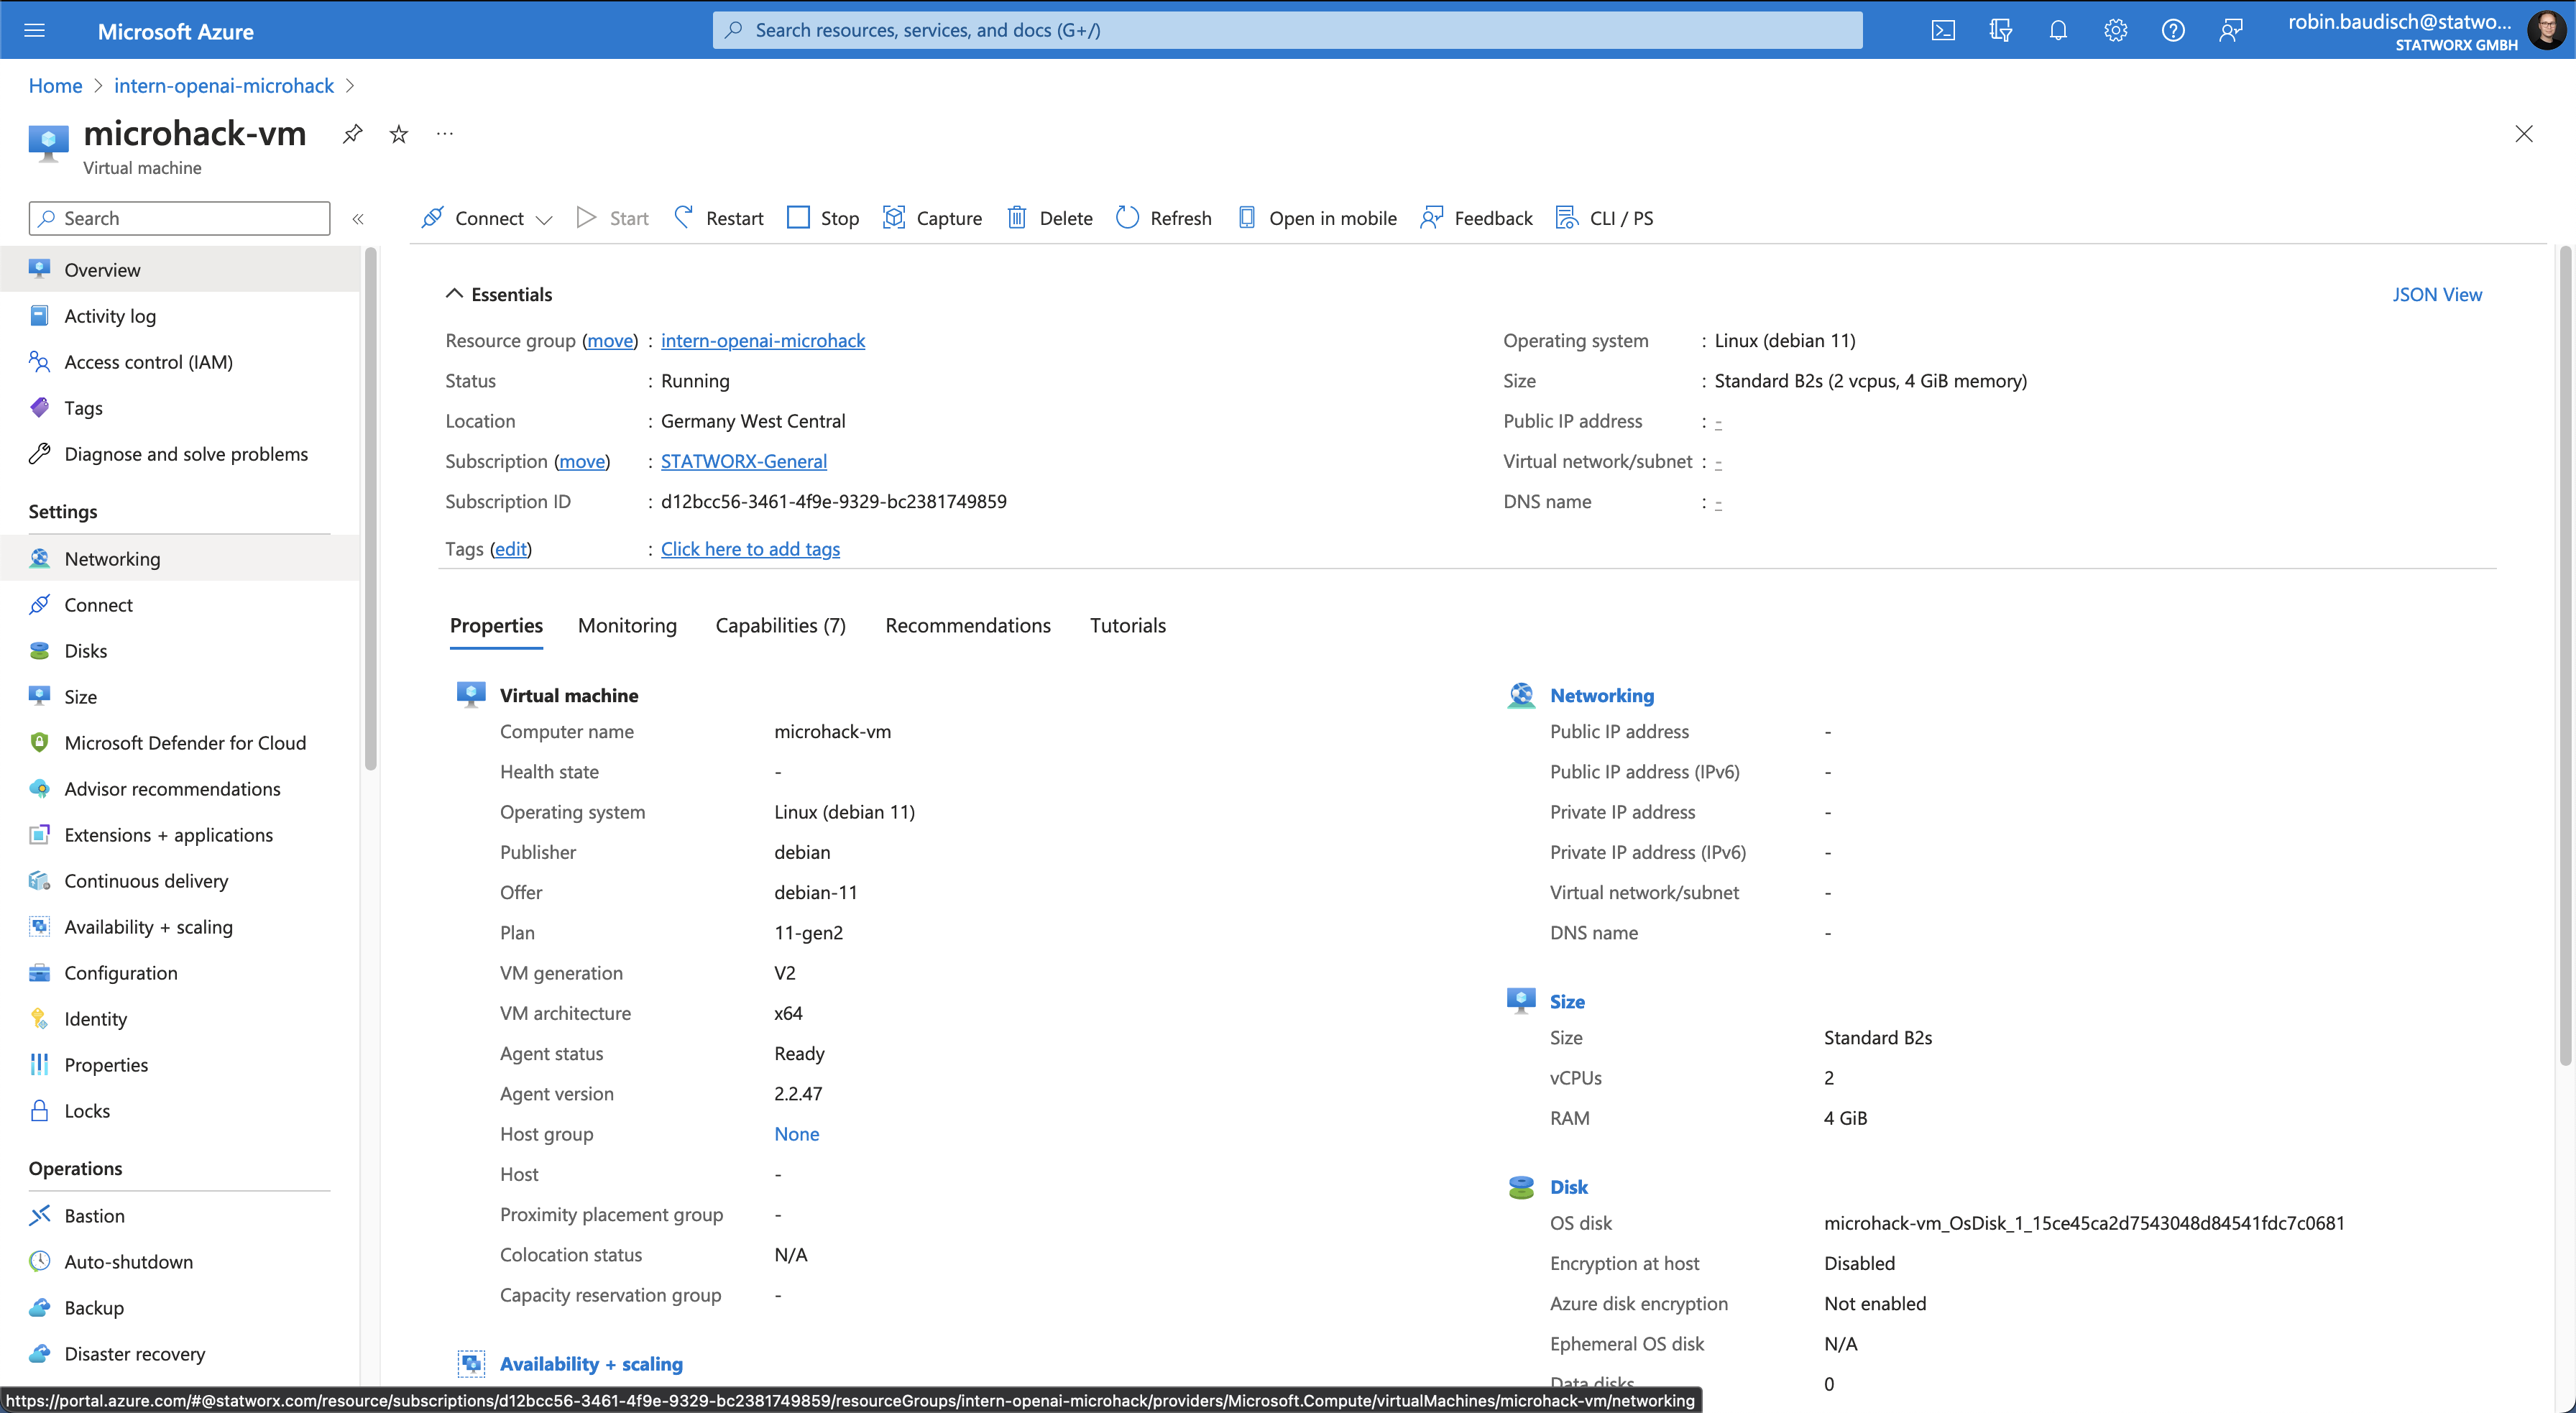 Microsoft Azure
Search resources, services, and docs (G+/)
robin.baudisch@statwo...
STATWORX GMBH
Home > intern-openai-microhack >
microhack-vm
Virtual machine
Search
Connect Start Restart Stop Capture Delete Refresh Open in mobile Feedback CLI / PS
Overview
Activity log
Access control (IAM)
Tags
Diagnose and solve problems
Settings
Networking
Connect
Disks
Size
Microsoft Defender for Cloud
Advisor recommendations
Extensions + applications
Continuous delivery
Availability + scaling
Configuration
Identity
Properties
Locks
Operations
Bastion
Auto-shutdown
Backup
Disaster recovery
Essentials
JSON View
Resource group (move) : intern-openai-microhack
Status : Running
Location : Germany West Central
Subscription (move) : STATWORX-General
Subscription ID : d12bcc56-3461-4f9e-9329-bc2381749859
Tags (edit) : Click here to add tags
Operating system : Linux (debian 11)
Size : Standard B2s (2 vcpus, 4 GiB memory)
Public IP address : -
Virtual network/subnet : -
DNS name : -
Properties Monitoring Capabilities (7) Recommendations Tutorials
Virtual machine
Computer name microhack-vm
Health state -
Operating system Linux (debian 11)
Publisher debian
Offer debian-11
Plan 11-gen2
VM generation V2
VM architecture x64
Agent status Ready
Agent version 2.2.47
Host group None
Host -
Proximity placement group -
Colocation status N/A
Capacity reservation group -
Availability + scaling
Networking
Public IP address -
Public IP address (IPv6) -
Private IP address -
Private IP address (IPv6) -
Virtual network/subnet -
DNS name -
Size
Size Standard B2s
vCPUs 2
RAM 4 GiB
Disk
OS disk microhack-vm_OsDisk_1_15ce45ca2d7543048d84541fdc7c0681
Encryption at host Disabled
Azure disk encryption Not enabled
Ephemeral OS disk N/A
Data disks 0
https://portal.azure.com/#@statworx.com/resource/subscriptions/d12bcc56-3461-4f9e-9329-bc2381749859/resourceGroups/intern-openai-microhack/providers/Microsoft.Compute/virtualMachines/microhack-vm/networking